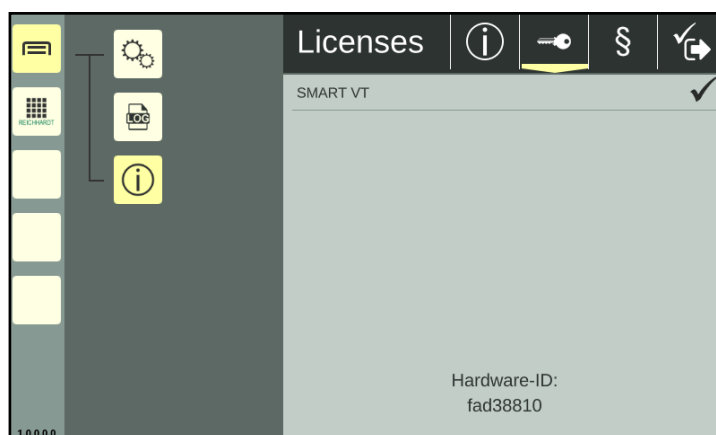 Licenses
§
REICHHARDT
LOG
SMART VT
Hardware-ID:
fad38810